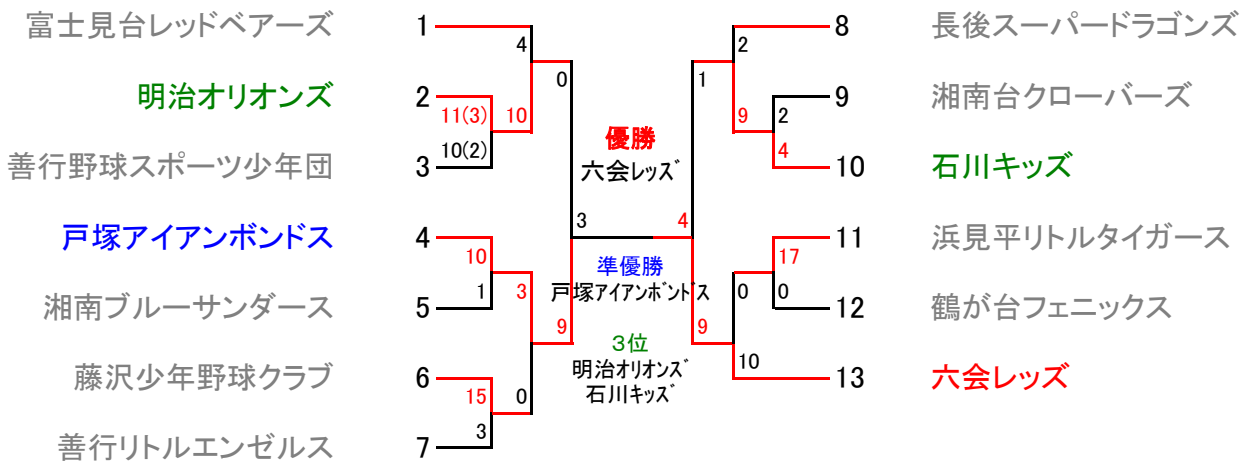 富士見台レッドベアーズ 1 4 2 8 長後スーパードラゴンズ
0 1
明治オリオンズ 2 11(3) 10 9 2 9 湘南台クローバーズ
善行野球スポーツ少年団 3 10(2) 4 10 石川キッズ
優勝
六会レッズ
戸塚アイアンボンドス 4 10 3 4 17 11 浜見平リトルタイガース
湘南ブルーサンダース 5 1 3 0 0 12 鶴が台フェニックス
準優勝
戸塚アイアンボンドス
9 9
3位
明治オリオンズ
石川キッズ
藤沢少年野球クラブ 6 15 0 10 13 六会レッズ
善行リトルエンゼルス 7 3